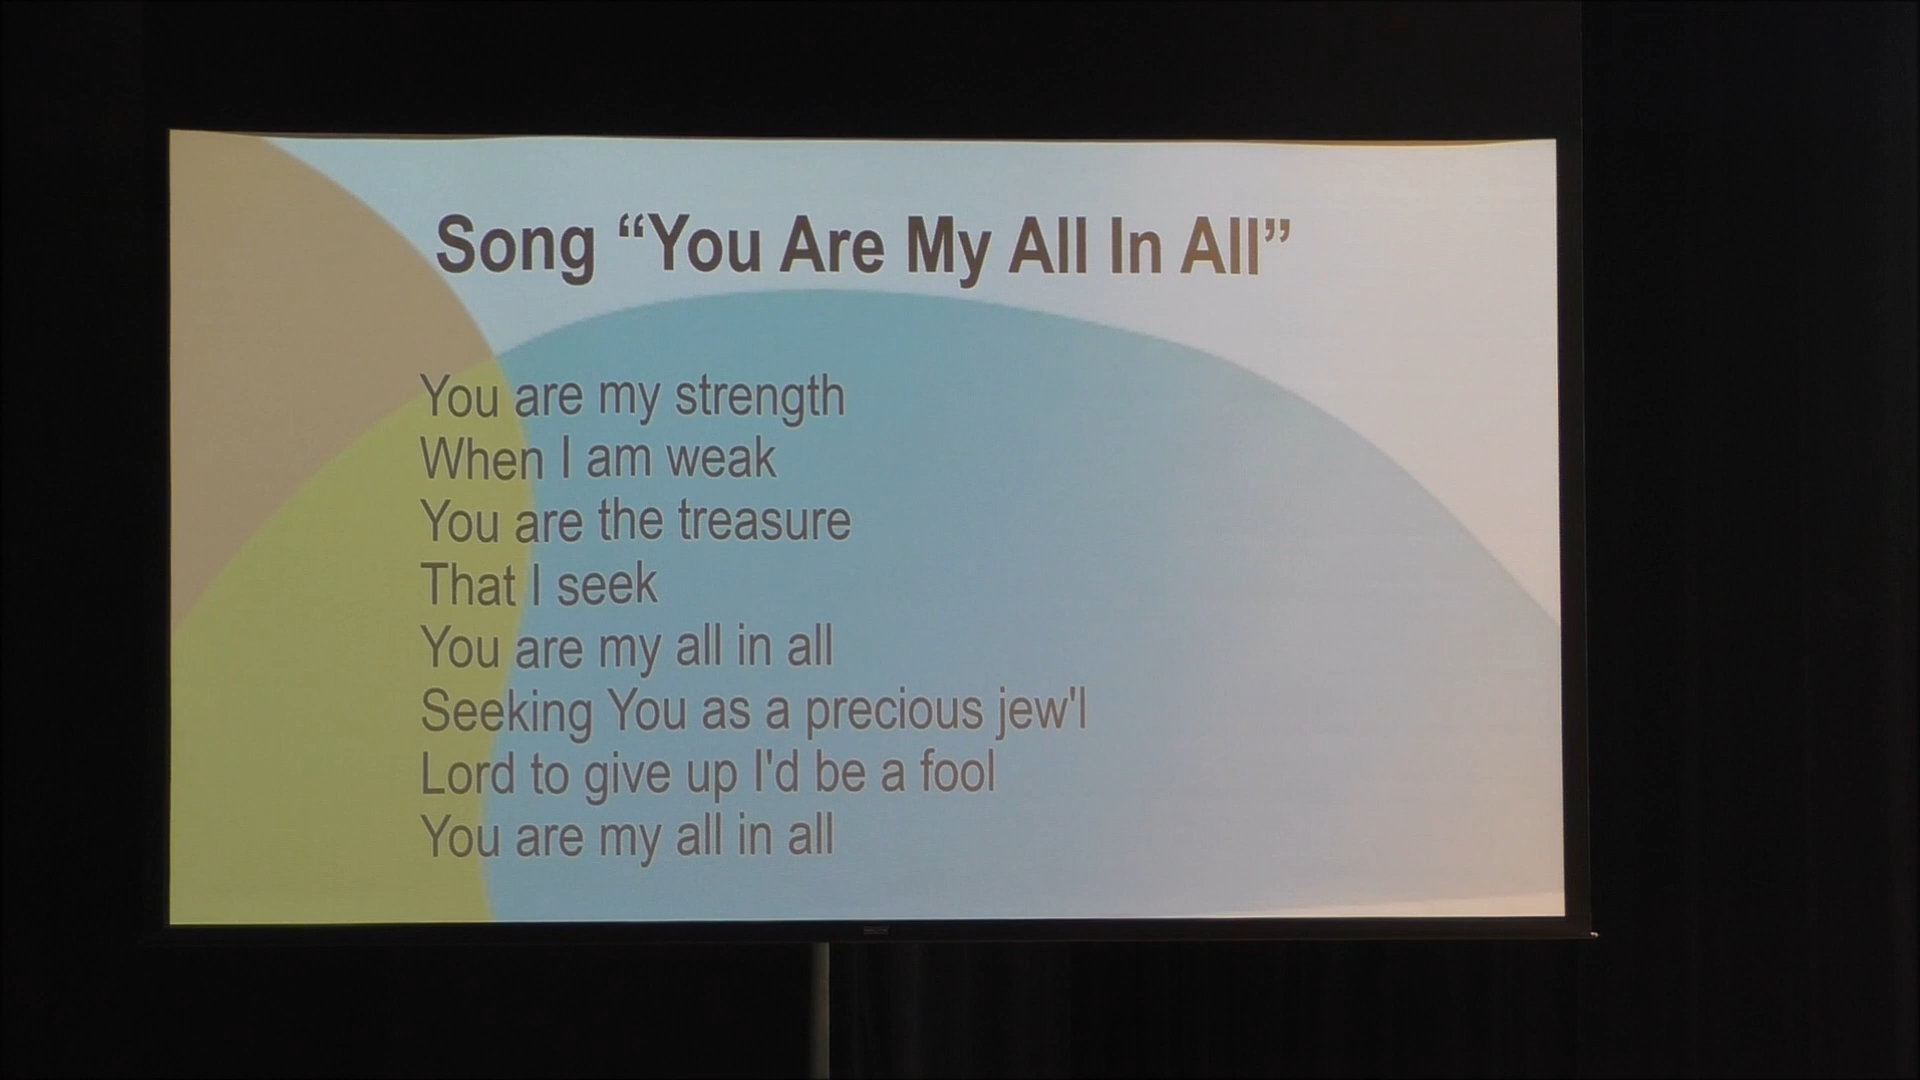 Song “You Are My All In All”
You are my strength
When I am weak
You are the treasure
That I seek
You are my all in all
Seeking You as a precious jew'l
Lord to give up I'd be a fool
You are my all in all